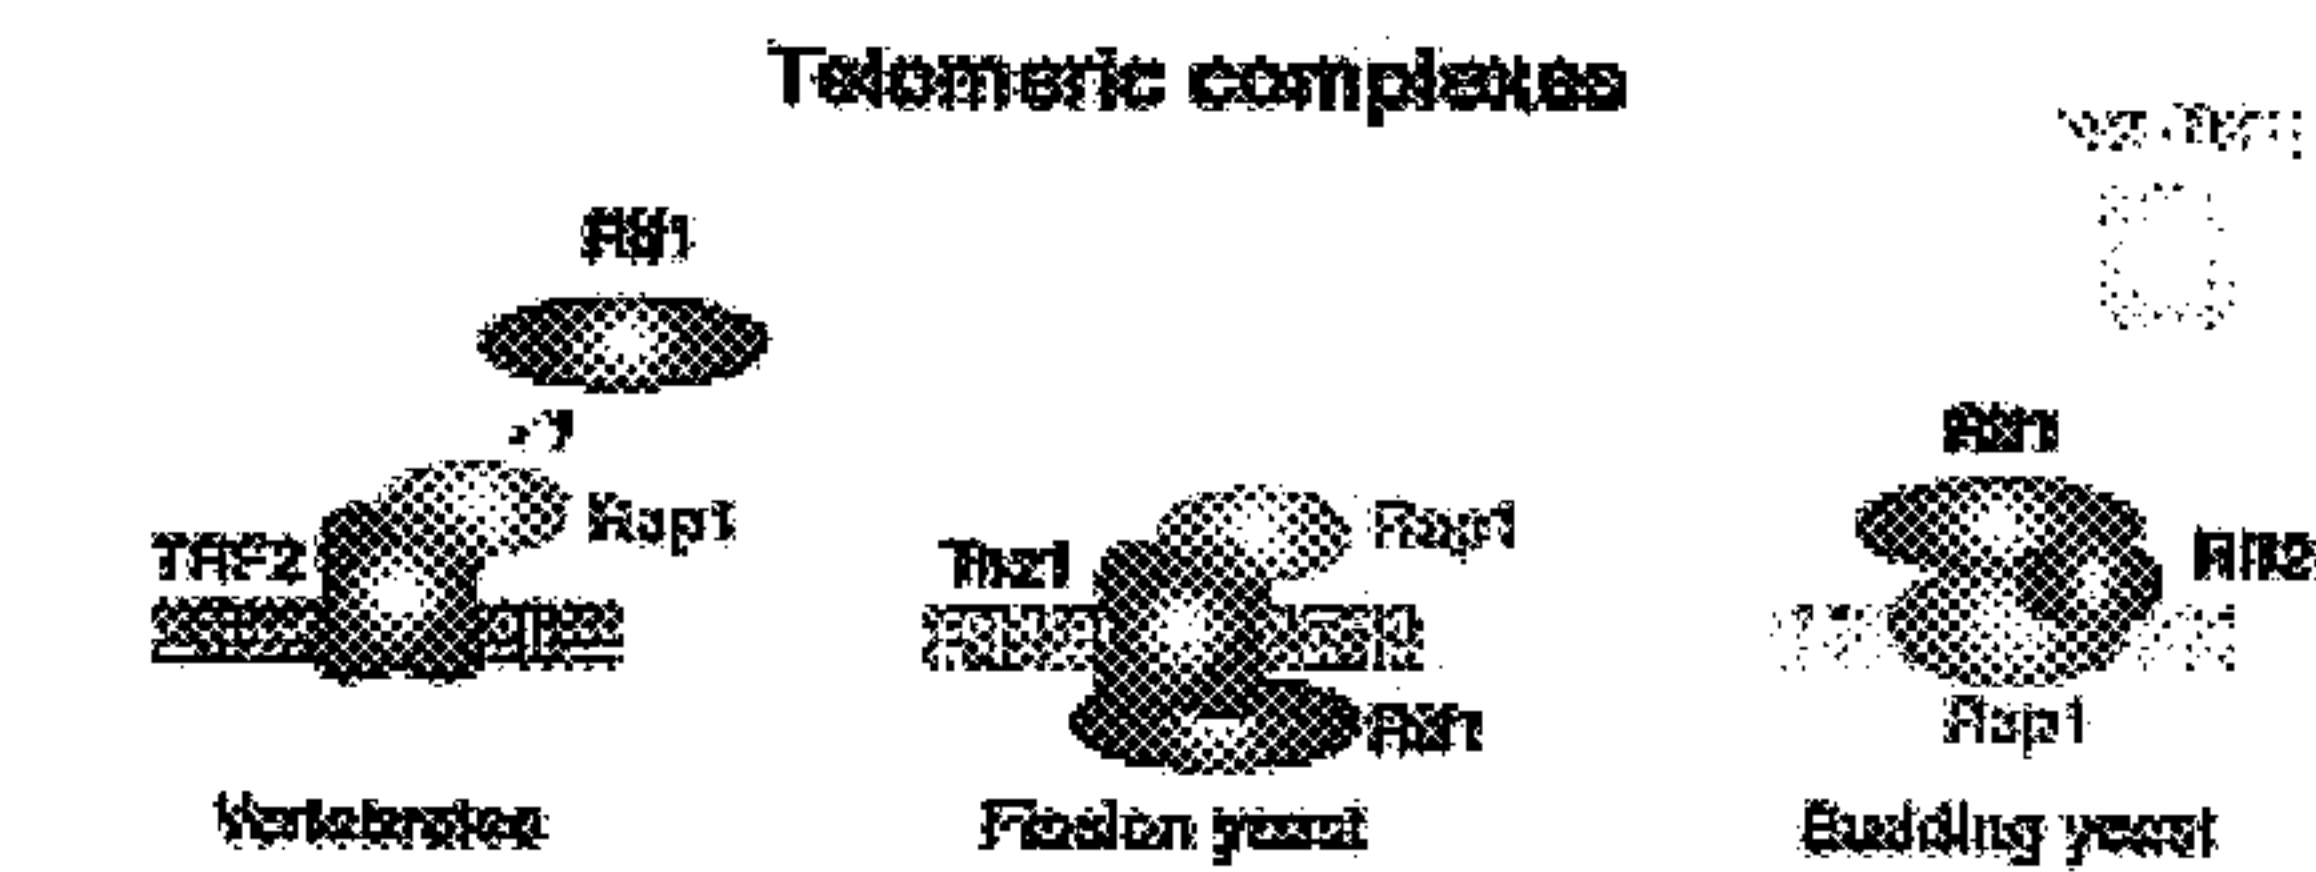 Telomeric complexes
Rif1
Rap1
TRF2
Vertebrates
Rap1
Taz1
Rif1
Fission yeast
Rif1
Rif2
Rap1
Budding yeast